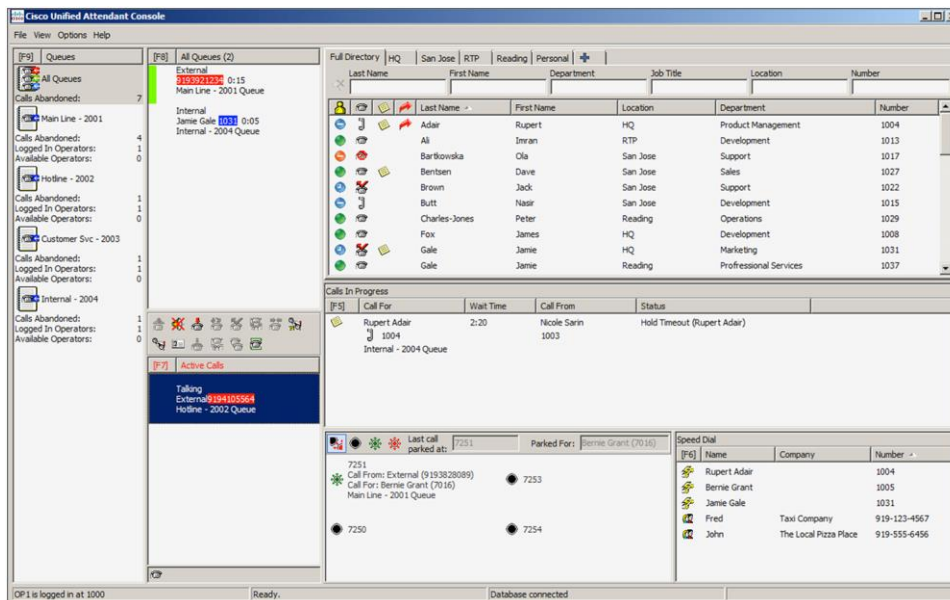 Cisco Unified Attendant Console
File View Options Help
[F9] Queues
All Queues
Calls Abandoned: 7
Main Line - 2001
Calls Abandoned: 4
Logged In Operators: 1
Available Operators: 0
Hotline - 2002
Calls Abandoned: 1
Logged In Operators: 1
Available Operators: 0
Customer Svc - 2003
Calls Abandoned: 1
Logged In Operators: 1
Available Operators: 0
Internal - 2004
Calls Abandoned: 1
Logged In Operators: 1
Available Operators: 0
[F8] All Queues (2)
External
9193921234 0:15
Main Line - 2001 Queue
Internal
Jamie Gale 1031 0:05
Internal - 2004 Queue
[F7] Active Calls
Talking
External9194105564
Hotline - 2002 Queue
Full Directory HQ San Jose RTP Reading Personal
Last Name First Name Department Job Title Location Number
Last Name First Name Location Department Number
Adair Rupert HQ Product Management 1004
Ali Imran RTP Development 1013
Bartkowska Ola San Jose Support 1017
Bentsen Dave San Jose Sales 1027
Brown Jack San Jose Support 1022
Butt Nasir San Jose Development 1015
Charles-Jones Peter Reading Operations 1029
Fox James HQ Development 1008
Gale Jamie HQ Marketing 1031
Gale Jamie Reading Profressional Services 1037
Calls In Progress
[F5] Call For Wait Time Call From Status
Rupert Adair 2:20 Nicole Sarin Hold Timeout (Rupert Adair)
1004 1003
Internal - 2004 Queue
Last call parked at: 7251 Parked For: Bernie Grant (7016)
7251
Call From: External (9193828089)
Call For: Bernie Grant (7016)
Main Line - 2001 Queue
7253
7250 7254
Speed Dial
[F6] Name Company Number
Rupert Adair 1004
Bernie Grant 1005
Jamie Gale 1031
Fred Taxi Company 919-123-4567
John The Local Pizza Place 919-555-6456
OP1 is logged in at 1000 Ready. Database connected